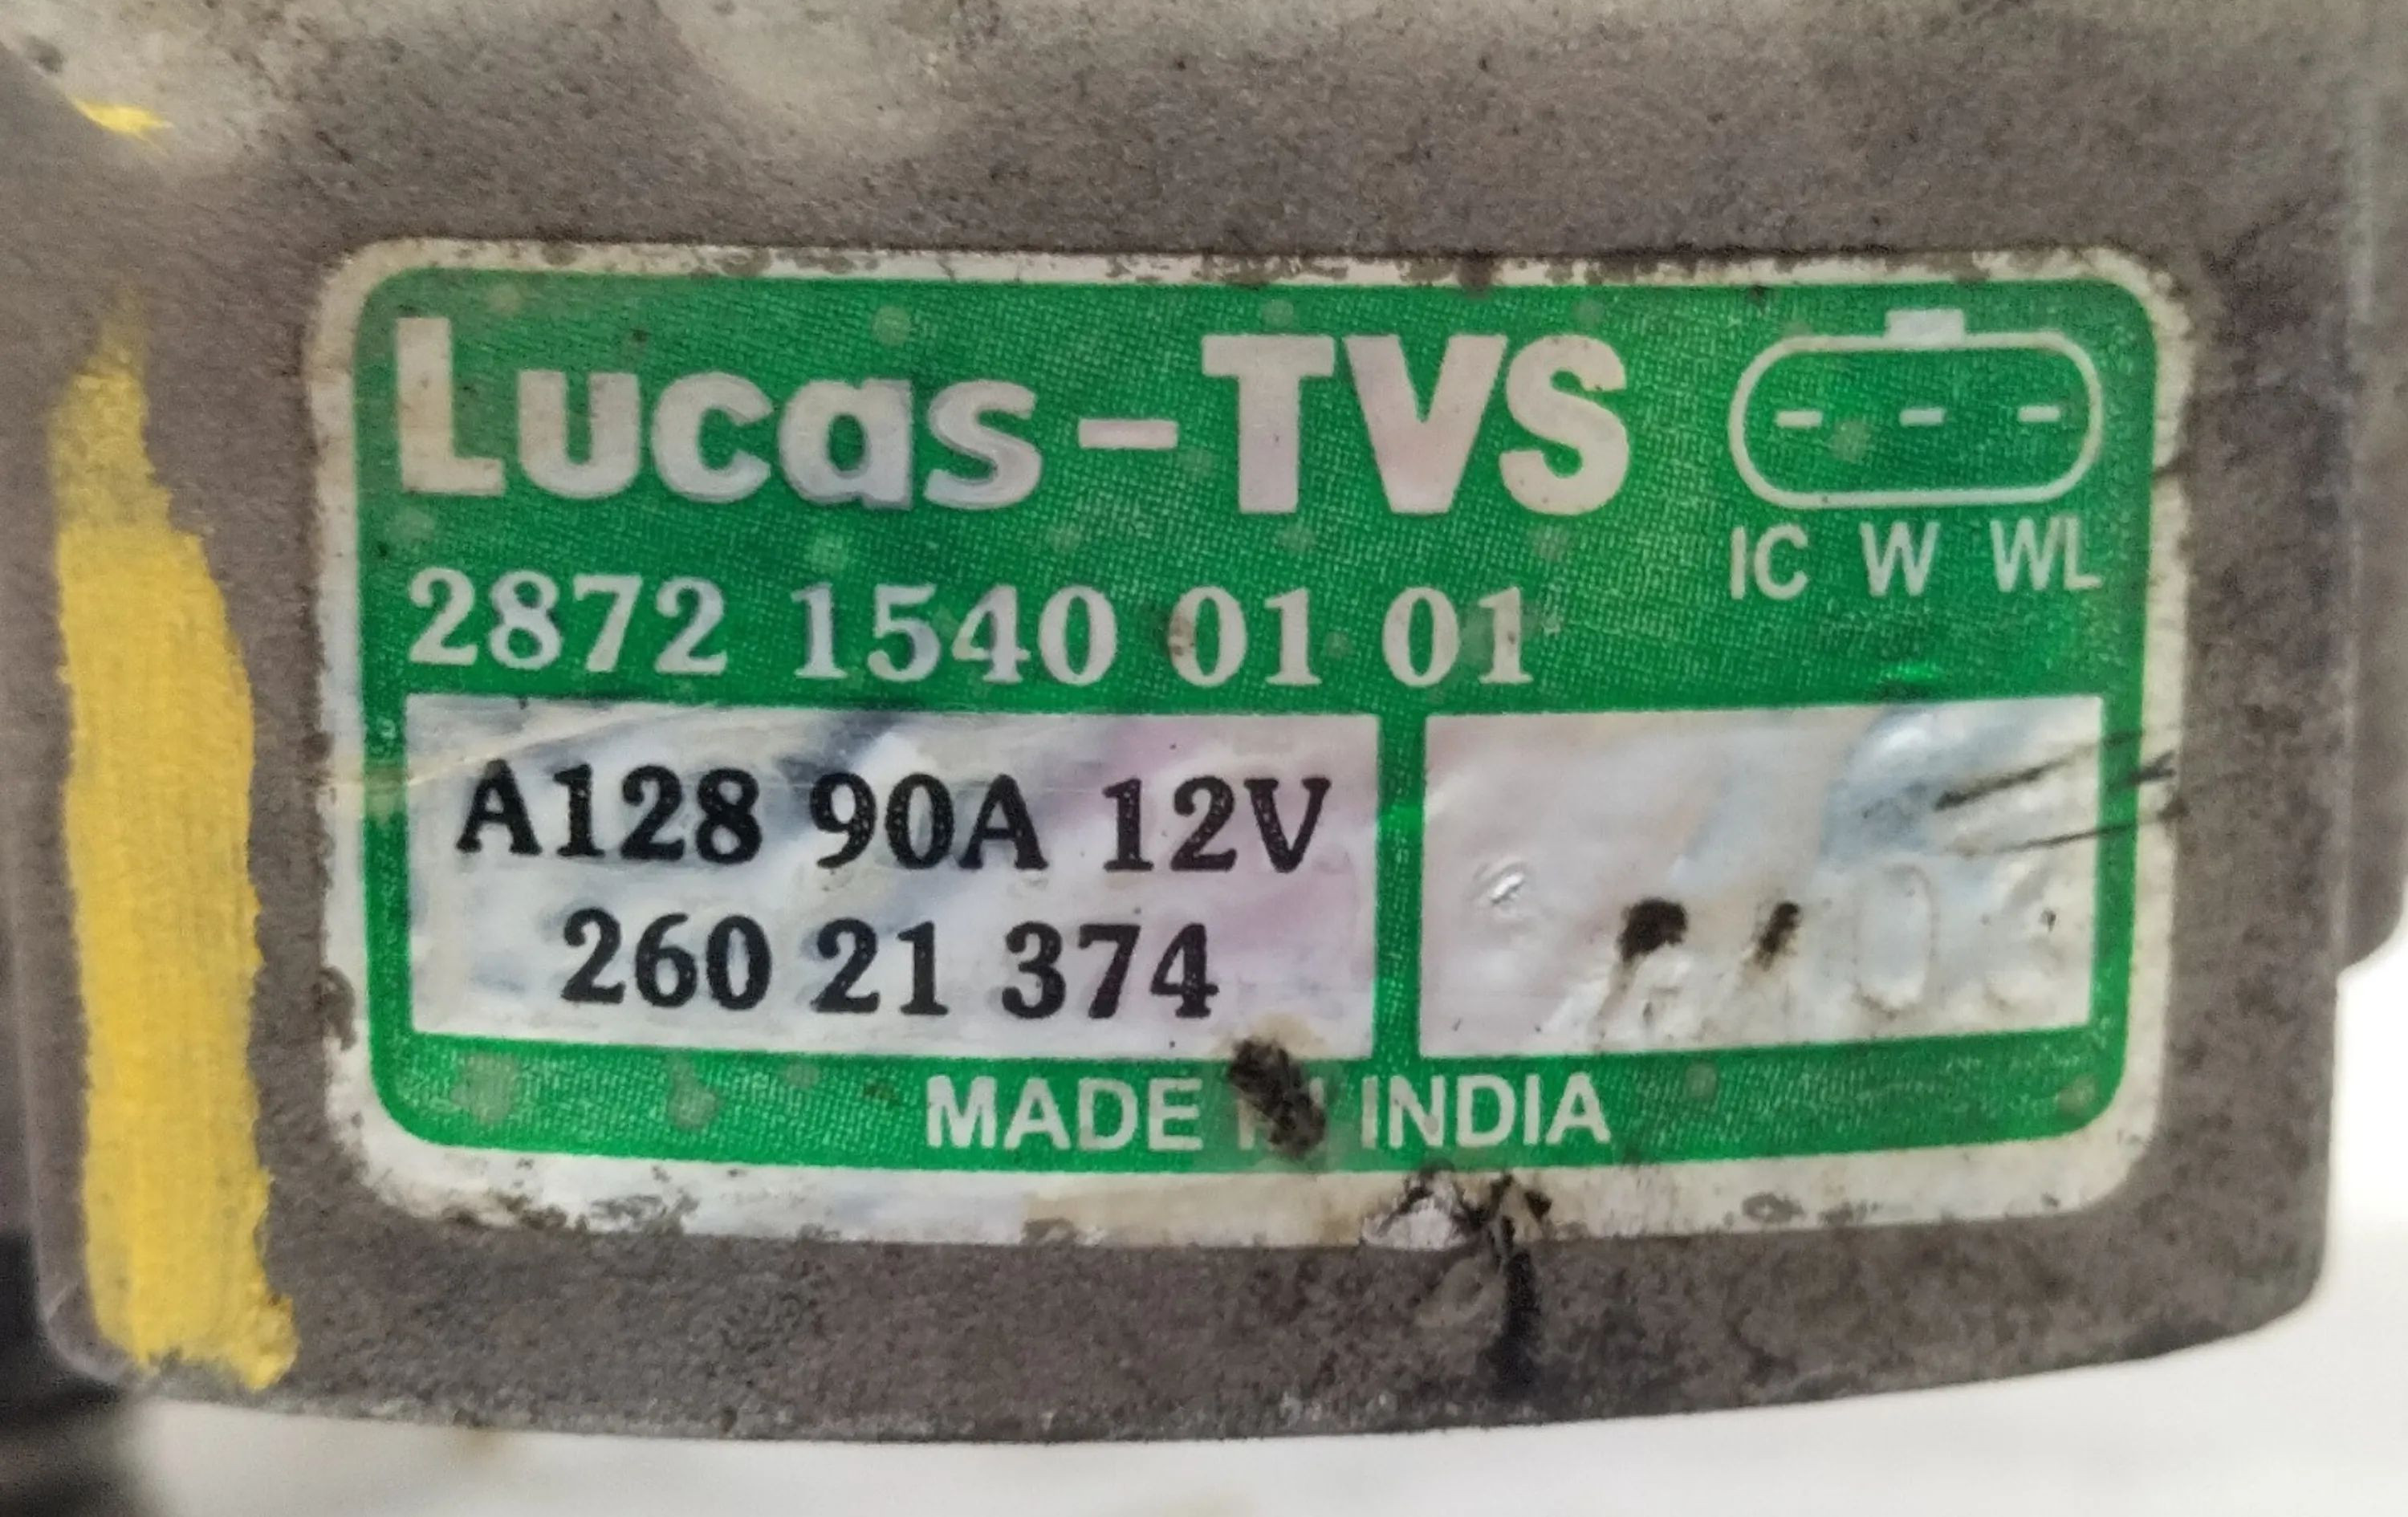 Lucas-TVS
IC W WL
2872 1540 01 01
A128 90A 12V
260 21 374
MADE INDIA